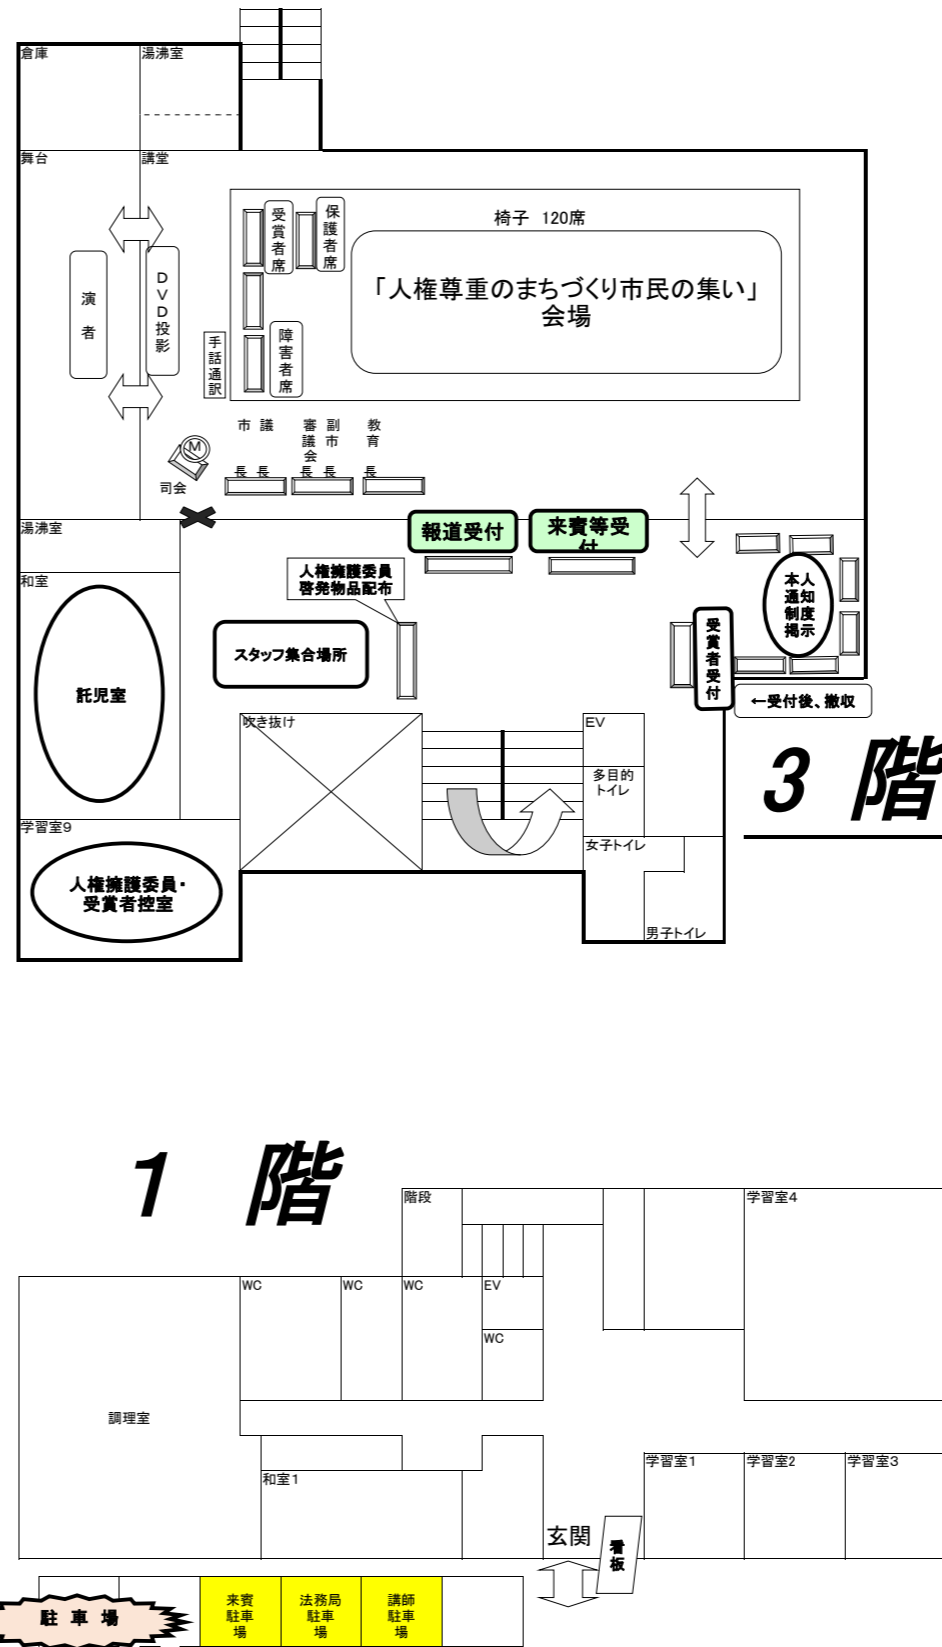 倉庫
湯沸室
舞台
講堂
椅子 120席
受賞者席
保護者席
「人権尊重のまちづくり市民の集い」
会場
演者
DVD投影
手話通訳
障害者席
市長
議長
審議会長
副市長
教育長
M
司会
湯沸室
報道受付
来賓等受付
和室
人権擁護委員
啓発物品配布
本人
通知
制度
掲示
スタッフ集合場所
受賞者受付
託児室
←受付後、撤収
吹き抜け
EV
3 階
多目的
トイレ
学習室9
女子トイレ
人権擁護委員・
受賞者控室
男子トイレ
1 階
階段
学習室4
WC
WC
WC
EV
WC
調理室
和室1
学習室1
学習室2
学習室3
玄関
看板
駐車場
来賓
駐車
場
法務局
駐車
場
講師
駐車
場